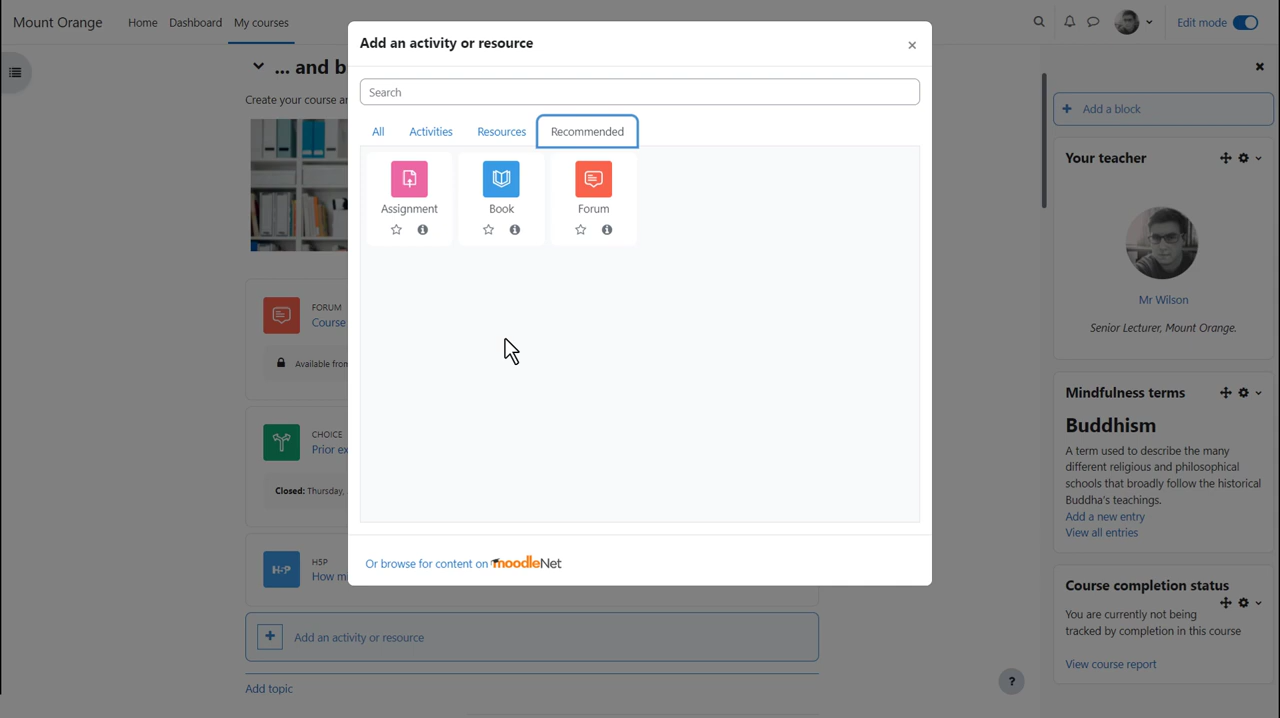 Mount Orange
Home
Dashboard
My courses
Edit mode
... and b
Create your course ar
FORUM
Course
Available from
CHOICE
Prior ex
Closed: Thursday,
H5P
How m
Add an activity or resource
Add topic
Add an activity or resource
×
Search
All
Activities
Resources
Recommended
Assignment
Book
Forum
Or browse for content on moodleNet
Add a block
Your teacher
Mr Wilson
Senior Lecturer, Mount Orange.
Mindfulness terms
Buddhism
A term used to describe the many
different religious and philosophical
schools that broadly follow the historical
Buddha's teachings.
Add a new entry
View all entries
Course completion status
You are currently not being
tracked by completion in this course
View course report
?